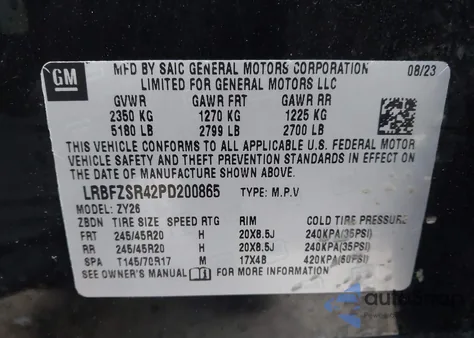 GM
MFD BY SAIC GENERAL MOTORS CORPORATION 08/23
LIMITED FOR GENERAL MOTORS LLC
GVWR GAWR FRT GAWR RR
2350 KG 1270 KG 1225 KG
5180 LB 2799 LB 2700 LB
THIS VEHICLE CONFORMS TO ALL APPLICABLE U.S. FEDERAL MOTOR
VEHICLE SAFETY AND THEFT PREVENTION STANDARDS IN EFFECT ON
THE DATE OF MANUFACTURE SHOWN ABOVE.
LRBFZSR42PD200865 TYPE: M.P.V
MODEL: ZY26
ZBDN TIRE SIZE SPEED RTG RIM COLD TIRE PRESSURE
FRT 245/45R20 H 20X8.5J 240KPA(35PSI)
RR 245/45R20 H 20X8.5J 240KPA(35PSI)
SPA T145/70R17 M 17X4B 420KPA(60PSI)
SEE OWNER'S MANUAL FOR MORE INFORMATION